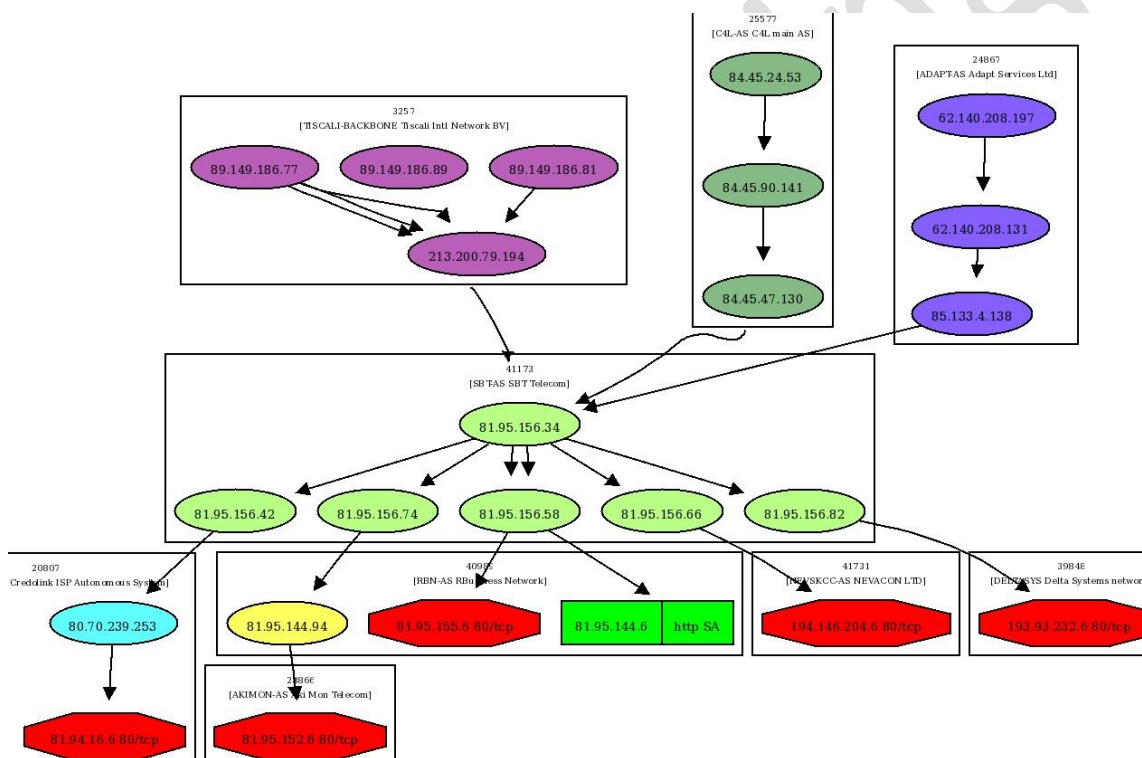 25577
[C4L-AS C4L main AS]
84.45.24.53
84.45.90.141
84.45.47.130
24867
[ADAPT-AS Adapt Services Ltd]
62.140.208.197
62.140.208.131
85.133.4.138
3257
[TISCALI-BACKBONE Tiscali Intl Network BV]
89.149.186.77
89.149.186.89
89.149.186.81
213.200.79.194
41173
[SBT-AS SBT Telecom]
81.95.156.34
81.95.156.42
81.95.156.74
81.95.156.58
81.95.156.66
81.95.156.82
20807
Credolink ISP Autonomous System]
80.70.239.253
81.94.16.6 80/tcp
[RBN-AS RBusiness Network]
81.95.144.94
81.95.155.6 80/tcp
81.95.144.6
http SA
41731
[NEVSKCC-AS NEVACON LTD]
194.146.204.6 80/tcp
39848
[DELTASYS Delta Systems network
193.93.232.6 80/tcp
[AKIMON-AS Aki Mon Telecom]
81.95.152.6 80/tcp